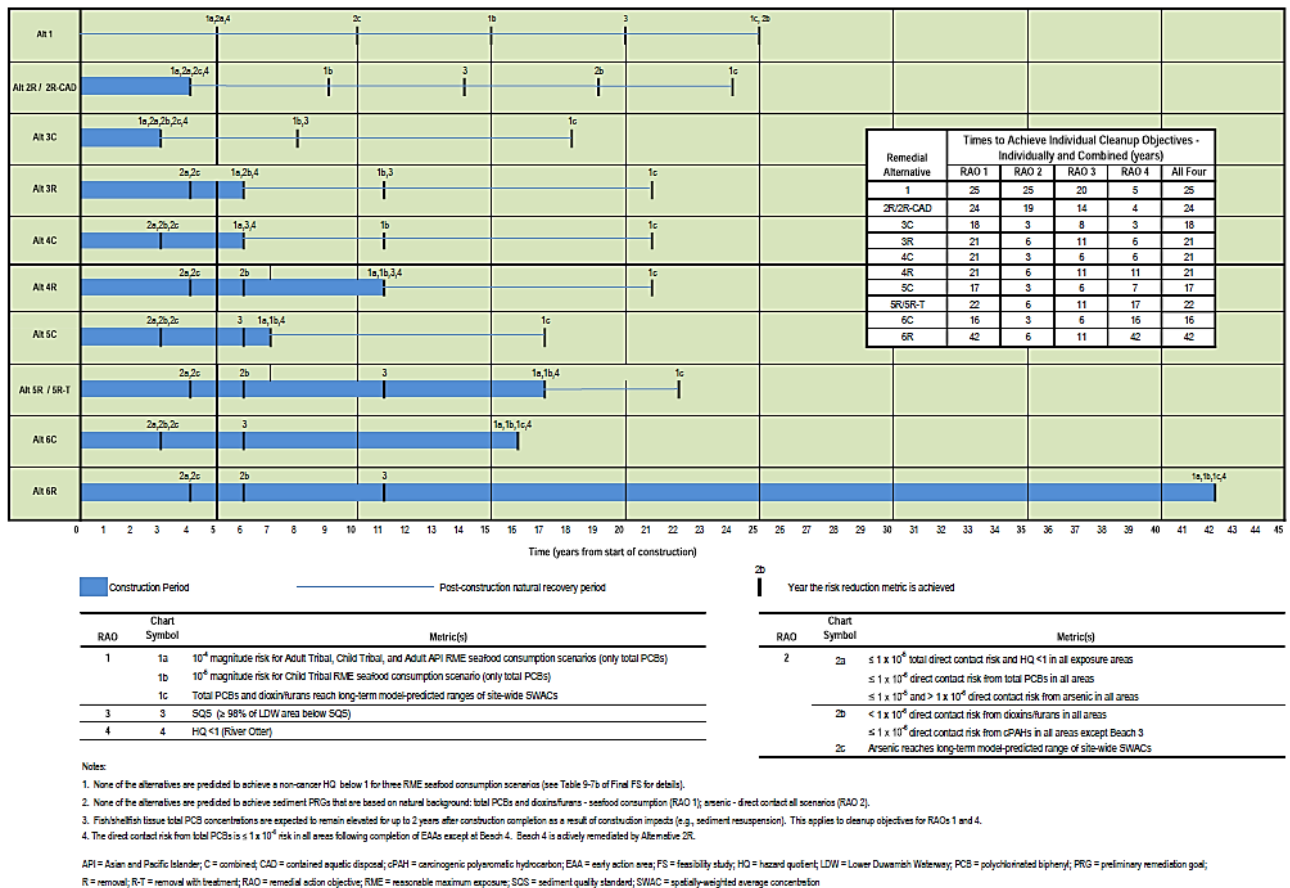 Alt 1
1a,2a,4
2c
1b
3
1c, 2b
Alt 2R / 2R-CAD
1a,2a,2c,4
1b
3
2b
1c
Alt 3C
1a,2a,2b,2c,4
1b,3
1c
Alt 3R
2a,2c
1a,2b,4
1b,3
1c
Alt 4C
2a,2b,2c
1a,3,4
1b
1c
Alt 4R
2a,2c
2b
1a,1b,3,4
1c
Alt 5C
2a,2b,2c
3
1a,1b,4
1c
Alt 5R / 5R-T
2a,2c
2b
3
1a,1b,4
1c
Alt 6C
2a,2b,2c
3
1a,1b,1c,4
Alt 6R
2a,2c
2b
3
1a,1b,1c,4
Remedial Alternative
Times to Achieve Individual Cleanup Objectives -
Individually and Combined (years)
RAO 1 RAO 2 RAO 3 RAO 4 All Four
1 25 25 20 5 25
2R/2R-CAD 24 19 14 4 24
3C 18 3 8 3 18
3R 21 6 11 6 21
4C 21 3 6 6 21
4R 21 6 11 11 21
5C 17 3 6 7 17
5R/5R-T 22 6 11 17 22
6C 16 3 6 16 16
6R 42 6 11 42 42
0 1 2 3 4 5 6 7 8 9 10 11 12 13 14 15 16 17 18 19 20 21 22 23 24 25 26 27 28 29 30 31 32 33 34 35 36 37 38 39 40 41 42 43 44 45
Time (years from start of construction)
Construction Period
Post-construction natural recovery period
2b
Year the risk reduction metric is achieved
RAO Chart Symbol Metric(s)
1 1a magnitude risk for Adult Tribal, Child Tribal, and Adult API RME seafood consumption scenarios (only total PCBs)
1b magnitude risk for Child Tribal RME seafood consumption scenario (only total PCBs)
1c Total PCBs and dioxin/furans reach long-term model-predicted ranges of site-wide SWACs
3 3 SQS (≥ 98% of LDW area below SQS)
4 4 HQ <1 (River Otter)
RAO Chart Symbol Metric(s)
2 2a total direct contact risk and HQ <1 in all exposure areas
direct contact risk from total PCBs in all areas
direct contact risk from arsenic in all areas
2b direct contact risk from dioxins/furans in all areas
direct contact risk from cPAHs in all areas except Beach 3
2c Arsenic reaches long-term model-predicted range of site-wide SWACs
Notes:
1. None of the alternatives are predicted to achieve a non-cancer HQ below 1 for three RME seafood consumption scenarios (see Table 9-7b of Final FS for details).
2. None of the alternatives are predicted to achieve sediment PRGs that are based on natural background: total PCBs and dioxins/furans - seafood consumption (RAO 1); arsenic - direct contact all scenarios (RAO 2).
3. Fish/shellfish tissue total PCB concentrations are expected to remain elevated for up to 2 years after construction completion as a result of construction impacts (e.g., sediment resuspension). This applies to cleanup objectives for RAOs 1 and 4.
4. The direct contact risk from total PCBs is risk in all areas following completion of EAAs except at Beach 4. Beach 4 is actively remediated by Alternative 2R.
API = Asian and Pacific Islander; C = combined; CAD = contained aquatic disposal; cPAH = carcinogenic polyaromatic hydrocarbon; EAA = early action area; FS = feasibility study; HQ = hazard quotient; LDW = Lower Duwamish Waterway; PCB = polychlorinated biphenyl; PRG = preliminary remediation goal;
R = removal; R-T = removal with treatment; RAO = remedial action objective; RME = reasonable maximum exposure; SQS = sediment quality standard; SWAC = spatially-weighted average concentration